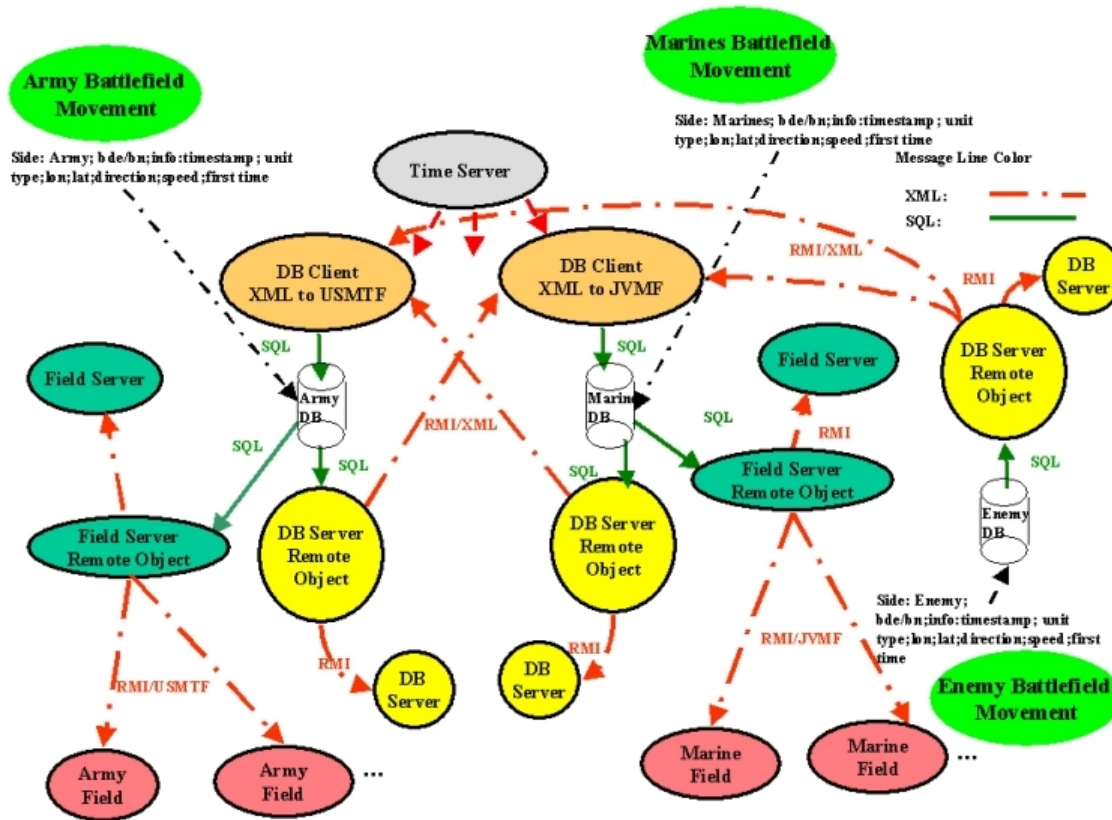 Army Battlefield
Movement
Marines Battlefield
Movement
Side: Army; bde/bn;info:timestamp; unit
type;lon;lat;direction;speed;first time
Side: Marines; bde/bn;info:timestamp; unit
type;lon;lat;direction;speed;first time
Message Line Color
XML:
SQL:
Time Server
DB Client
XML to USMTF
DB Client
XML to JVMF
RMI/XML
RMI
DB
Server
SQL
SQL
Field Server
Army
DB
Marine
DB
Field Server
DB Server
Remote
Object
RMI/XML
SQL
RMI
SQL
SQL
SQL
SQL
Field Server
Remote Object
Enemy
DB
Field Server
Remote Object
DB Server
Remote
Object
DB Server
Remote
Object
Side: Enemy;
bde/bn;info:timestamp; unit
type;lon;lat;direction;speed;first
time
RMI/JVMF
RMI
RMI
RMI/USMTF
DB
Server
DB
Server
Enemy Battlefield
Movement
Army
Field
Army
Field
...
Marine
Field
Marine
Field
...